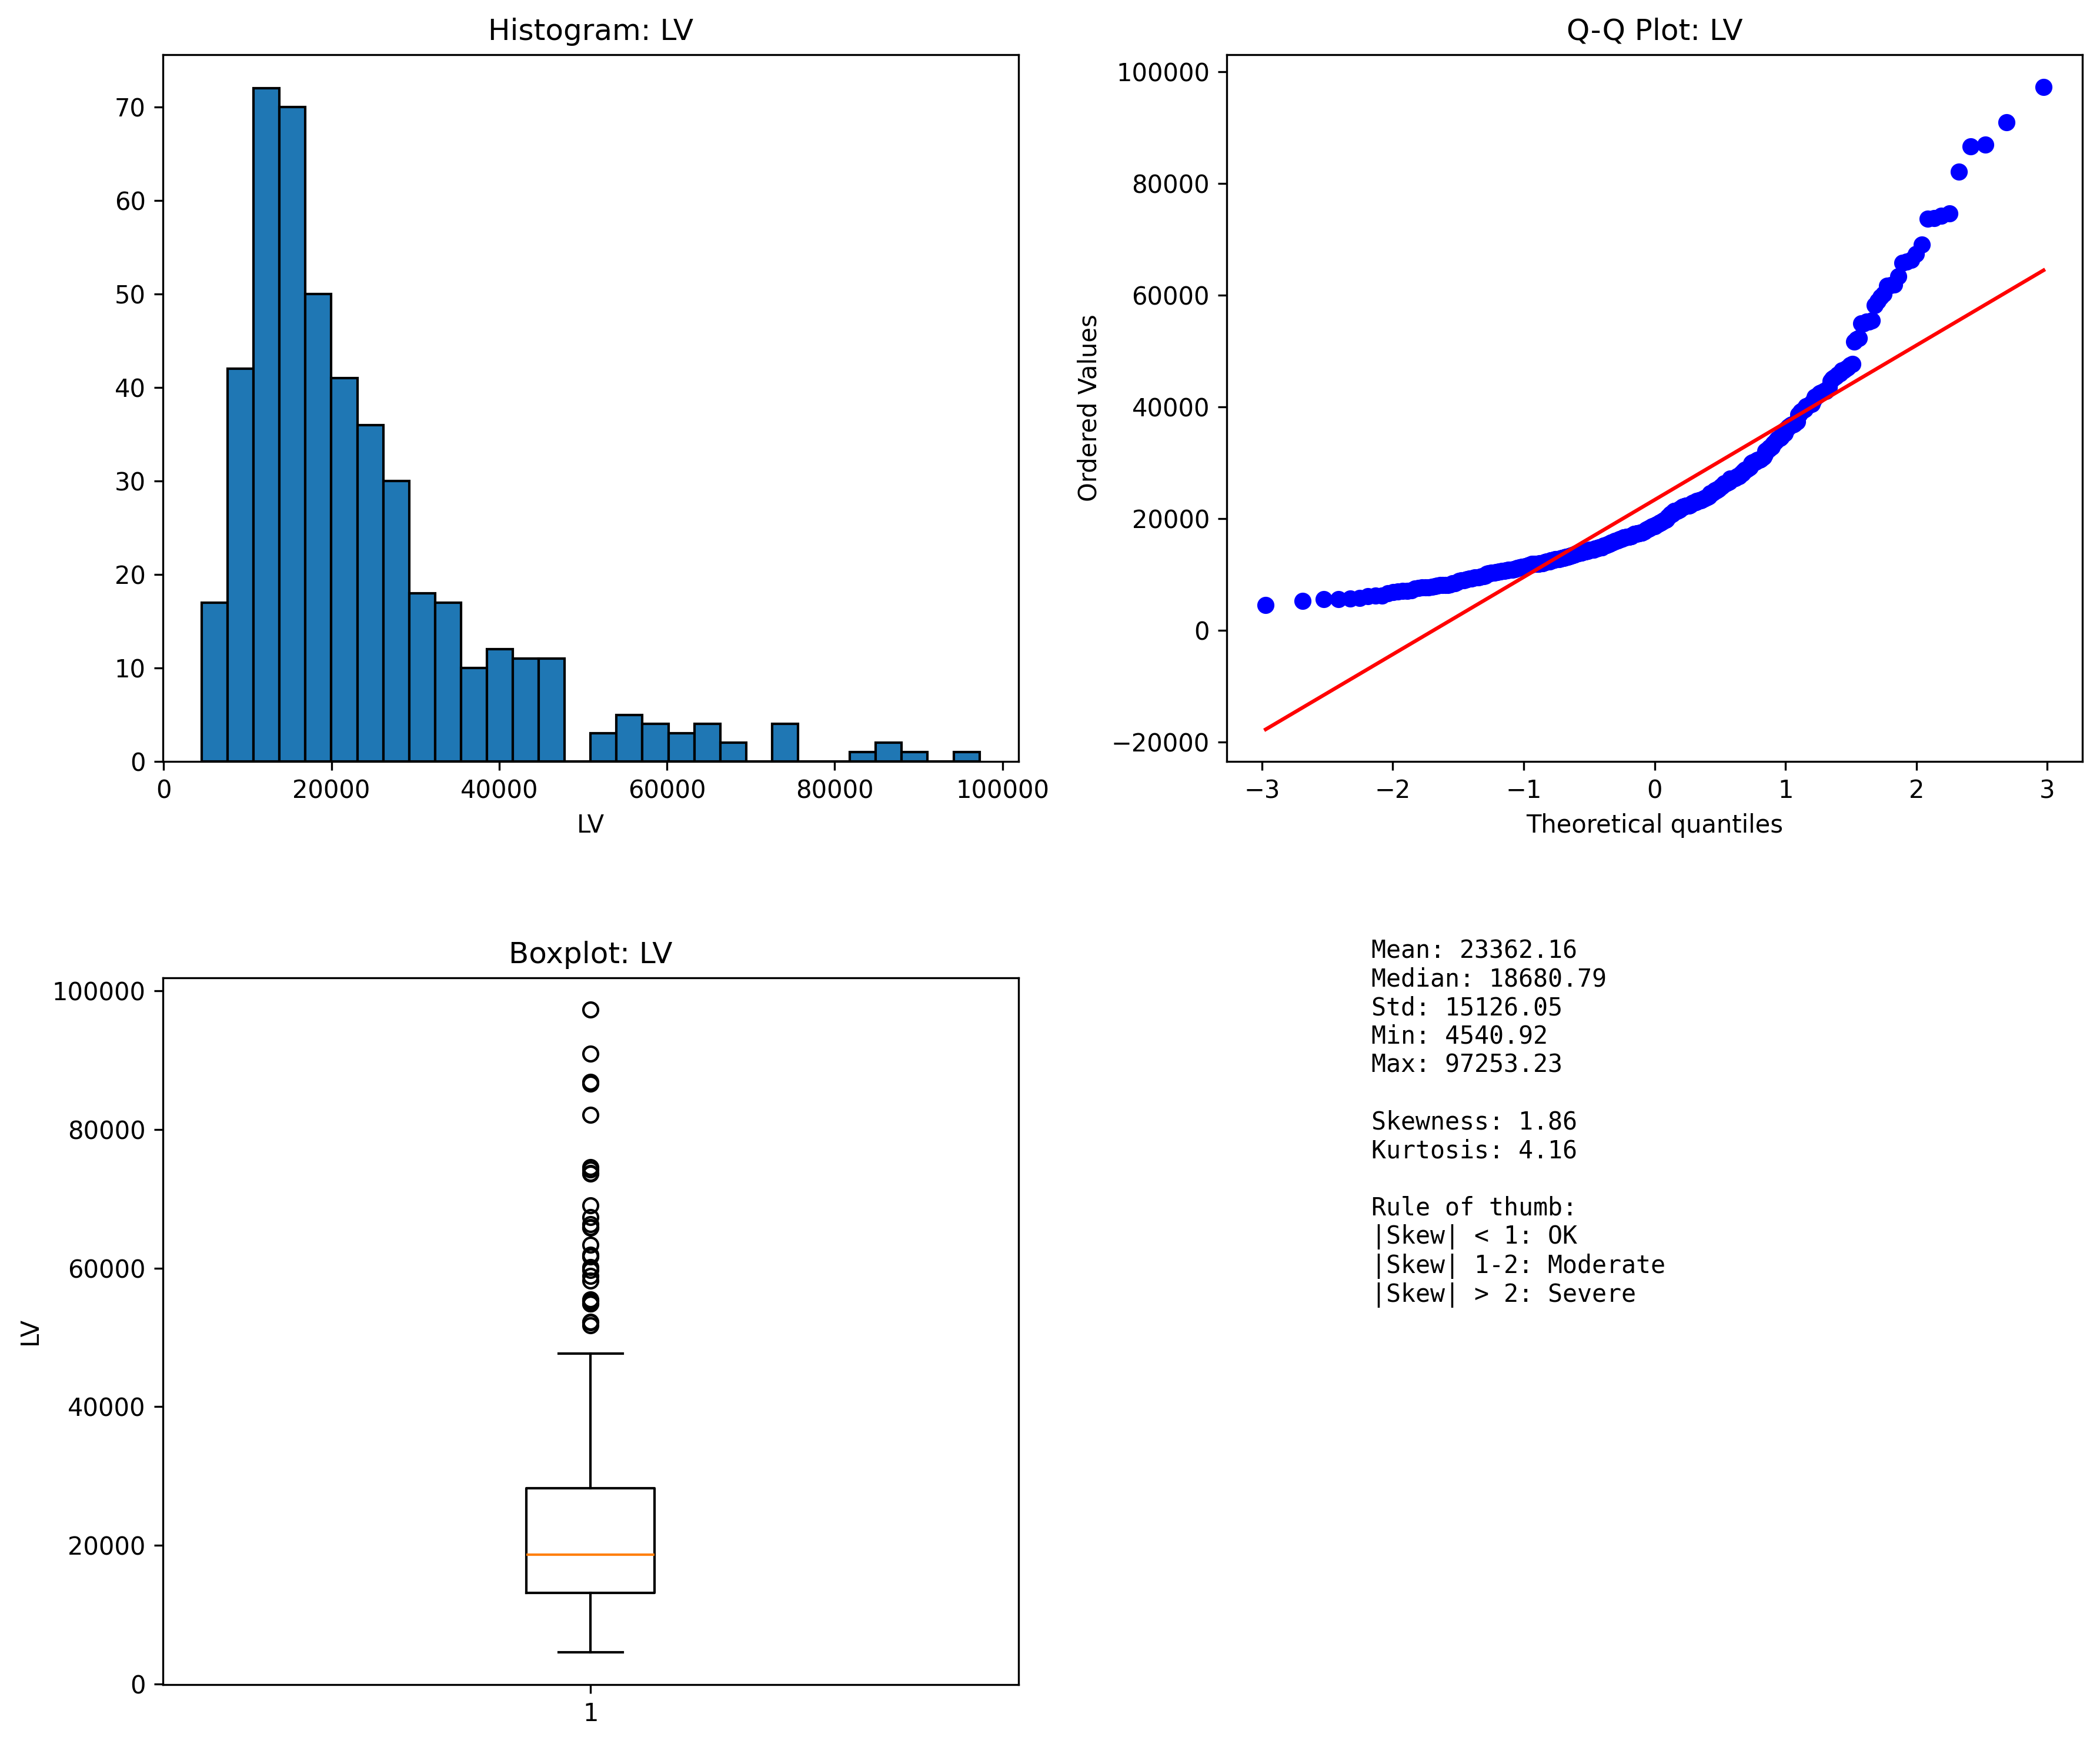 Histogram: LV
70
60
50
40
30
20
10
0
0 20000 40000 60000 80000 100000
LV
Q-Q Plot: LV
100000
80000
60000
40000
20000
0
−20000
Ordered Values
−3 −2 −1 0 1 2 3
Theoretical quantiles
Boxplot: LV
100000
80000
60000
40000
20000
0
LV
1
Mean: 23362.16
Median: 18680.79
Std: 15126.05
Min: 4540.92
Max: 97253.23
Skewness: 1.86
Kurtosis: 4.16
Rule of thumb:
|Skew| < 1: OK
|Skew| 1-2: Moderate
|Skew| > 2: Severe